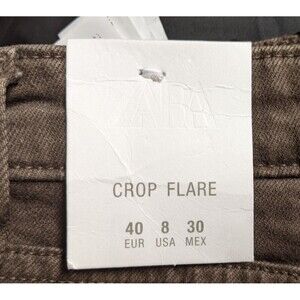 ZARA
CROP FLARE
40 8 30
EUR USA MEX